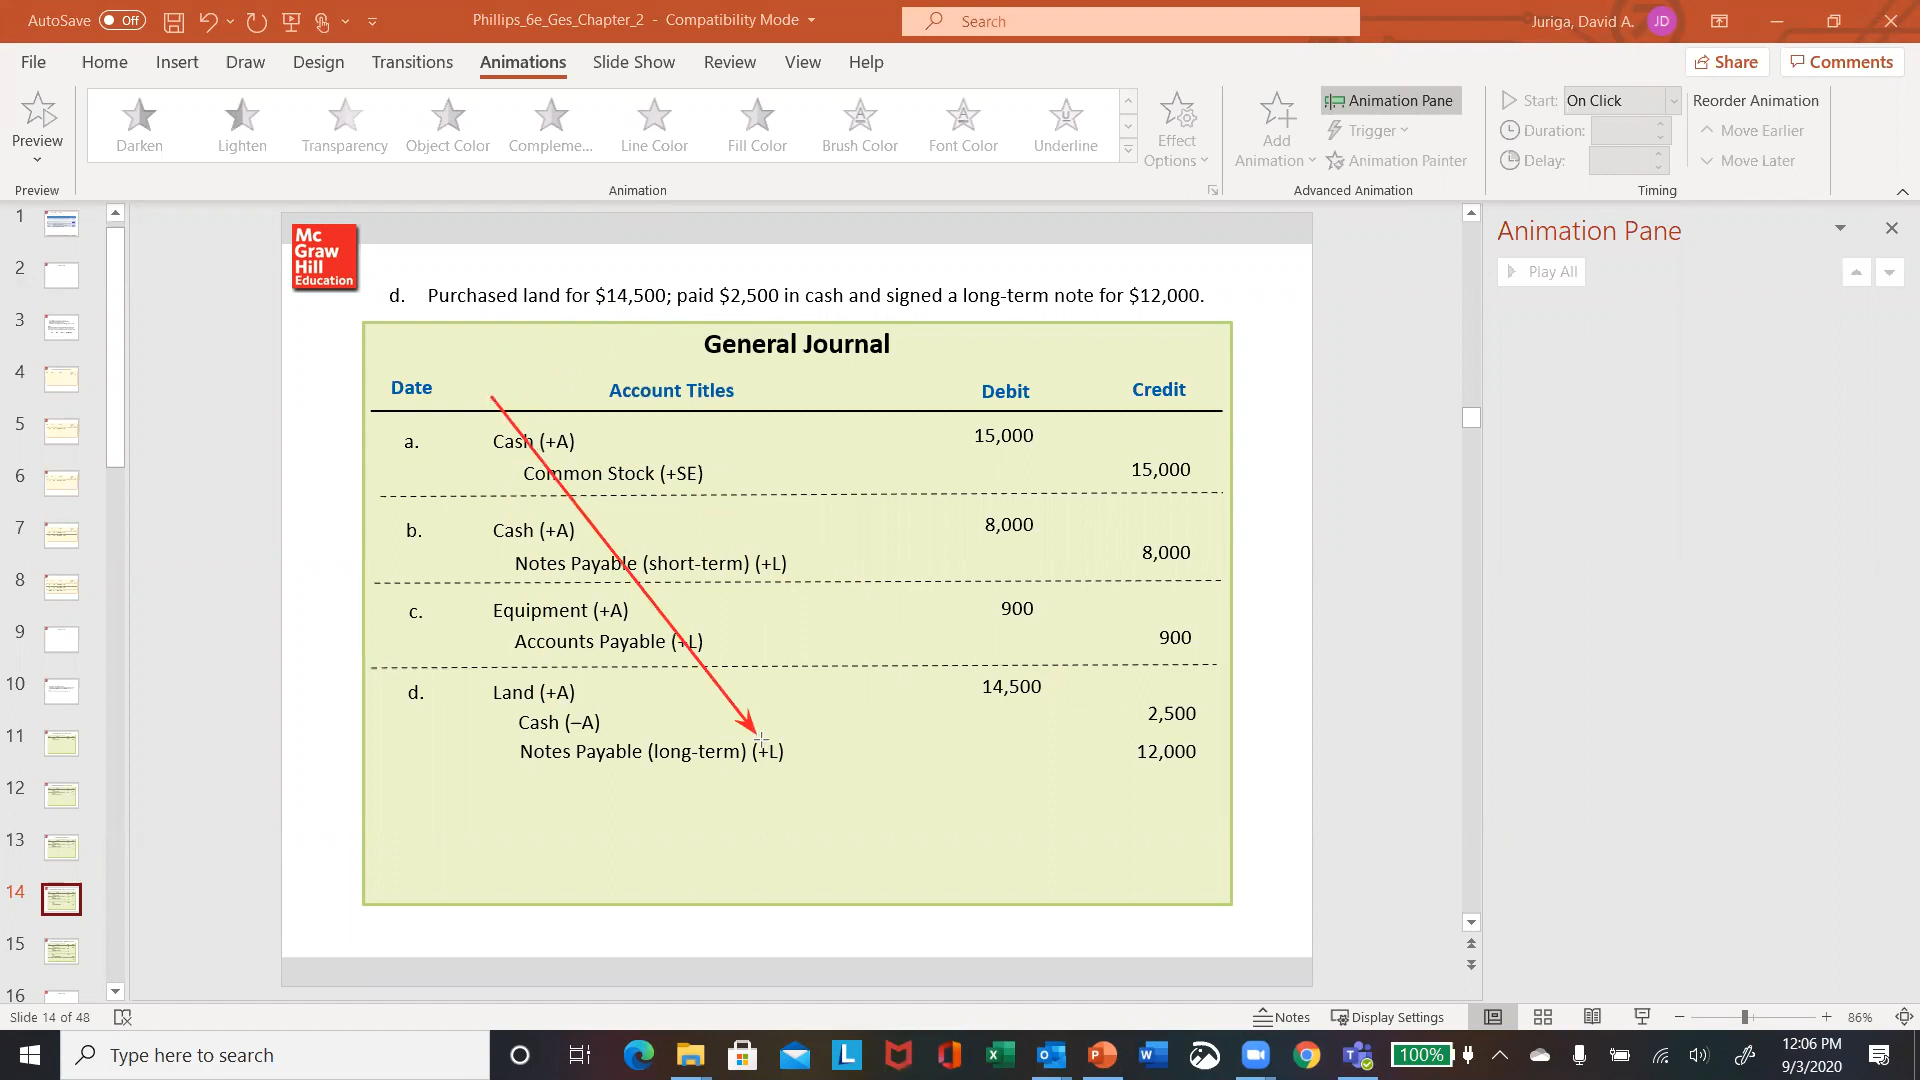 AutoSave Off Phillips_6e_Ges_Chapter_2 - Compatibility Mode Search Juriga, David A. JD
File Home Insert Draw Design Transitions Animations Slide Show Review View Help Share Comments
Preview Darken Lighten Transparency Object Color Compleme... Line Color Fill Color Brush Color Font Color Underline Effect Options Add Animation Animation Pane Start: On Click Reorder Animation
Trigger Duration: Move Earlier
Animation Painter Delay: Move Later
Preview Animation Advanced Animation Timing
1
2
3
4
5
6
7
8
9
10
11
12
13
14
15
16
Mc
Graw
Hill
Education
d. Purchased land for $14,500; paid $2,500 in cash and signed a long-term note for $12,000.
General Journal
Date Account Titles Debit Credit
a. Cash (+A) 15,000
Common Stock (+SE) 15,000
b. Cash (+A) 8,000
Notes Payable (short-term) (+L) 8,000
c. Equipment (+A) 900
Accounts Payable (+L) 900
d. Land (+A) 14,500
Cash (–A) 2,500
Notes Payable (long-term) (+L) 12,000
Animation Pane
Play All
Slide 14 of 48 Notes Display Settings 86%
Type here to search 100% 12:06 PM
9/3/2020